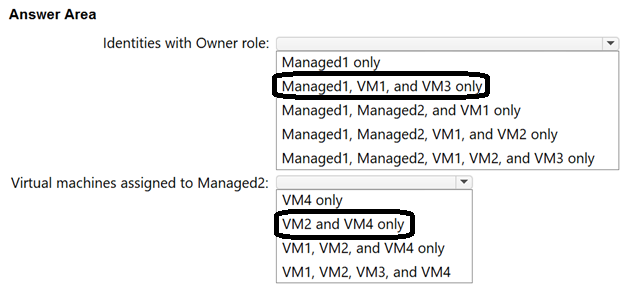 Answer Area
Identities with Owner role:
Managed1 only
Managed1, VM1, and VM3 only
Managed1, Managed2, and VM1 only
Managed1, Managed2, VM1, and VM2 only
Managed1, Managed2, VM1, VM2, and VM3 only
Virtual machines assigned to Managed2:
VM4 only
VM2 and VM4 only
VM1, VM2, and VM4 only
VM1, VM2, VM3, and VM4